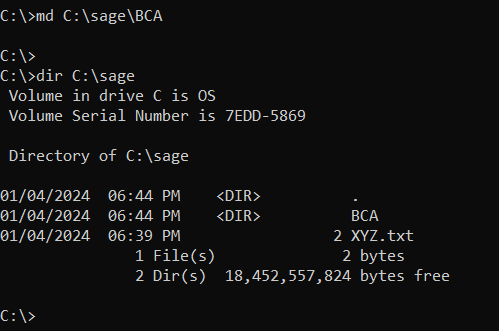 C:\>md C:\sage\BCA
C:\>
C:\>dir C:\sage
 Volume in drive C is OS
 Volume Serial Number is 7EDD-5869
 Directory of C:\sage
01/04/2024  06:44 PM    <DIR>          .
01/04/2024  06:44 PM    <DIR>          BCA
01/04/2024  06:39 PM                 2 XYZ.txt
               1 File(s)              2 bytes
               2 Dir(s)  18,452,557,824 bytes free
C:\>